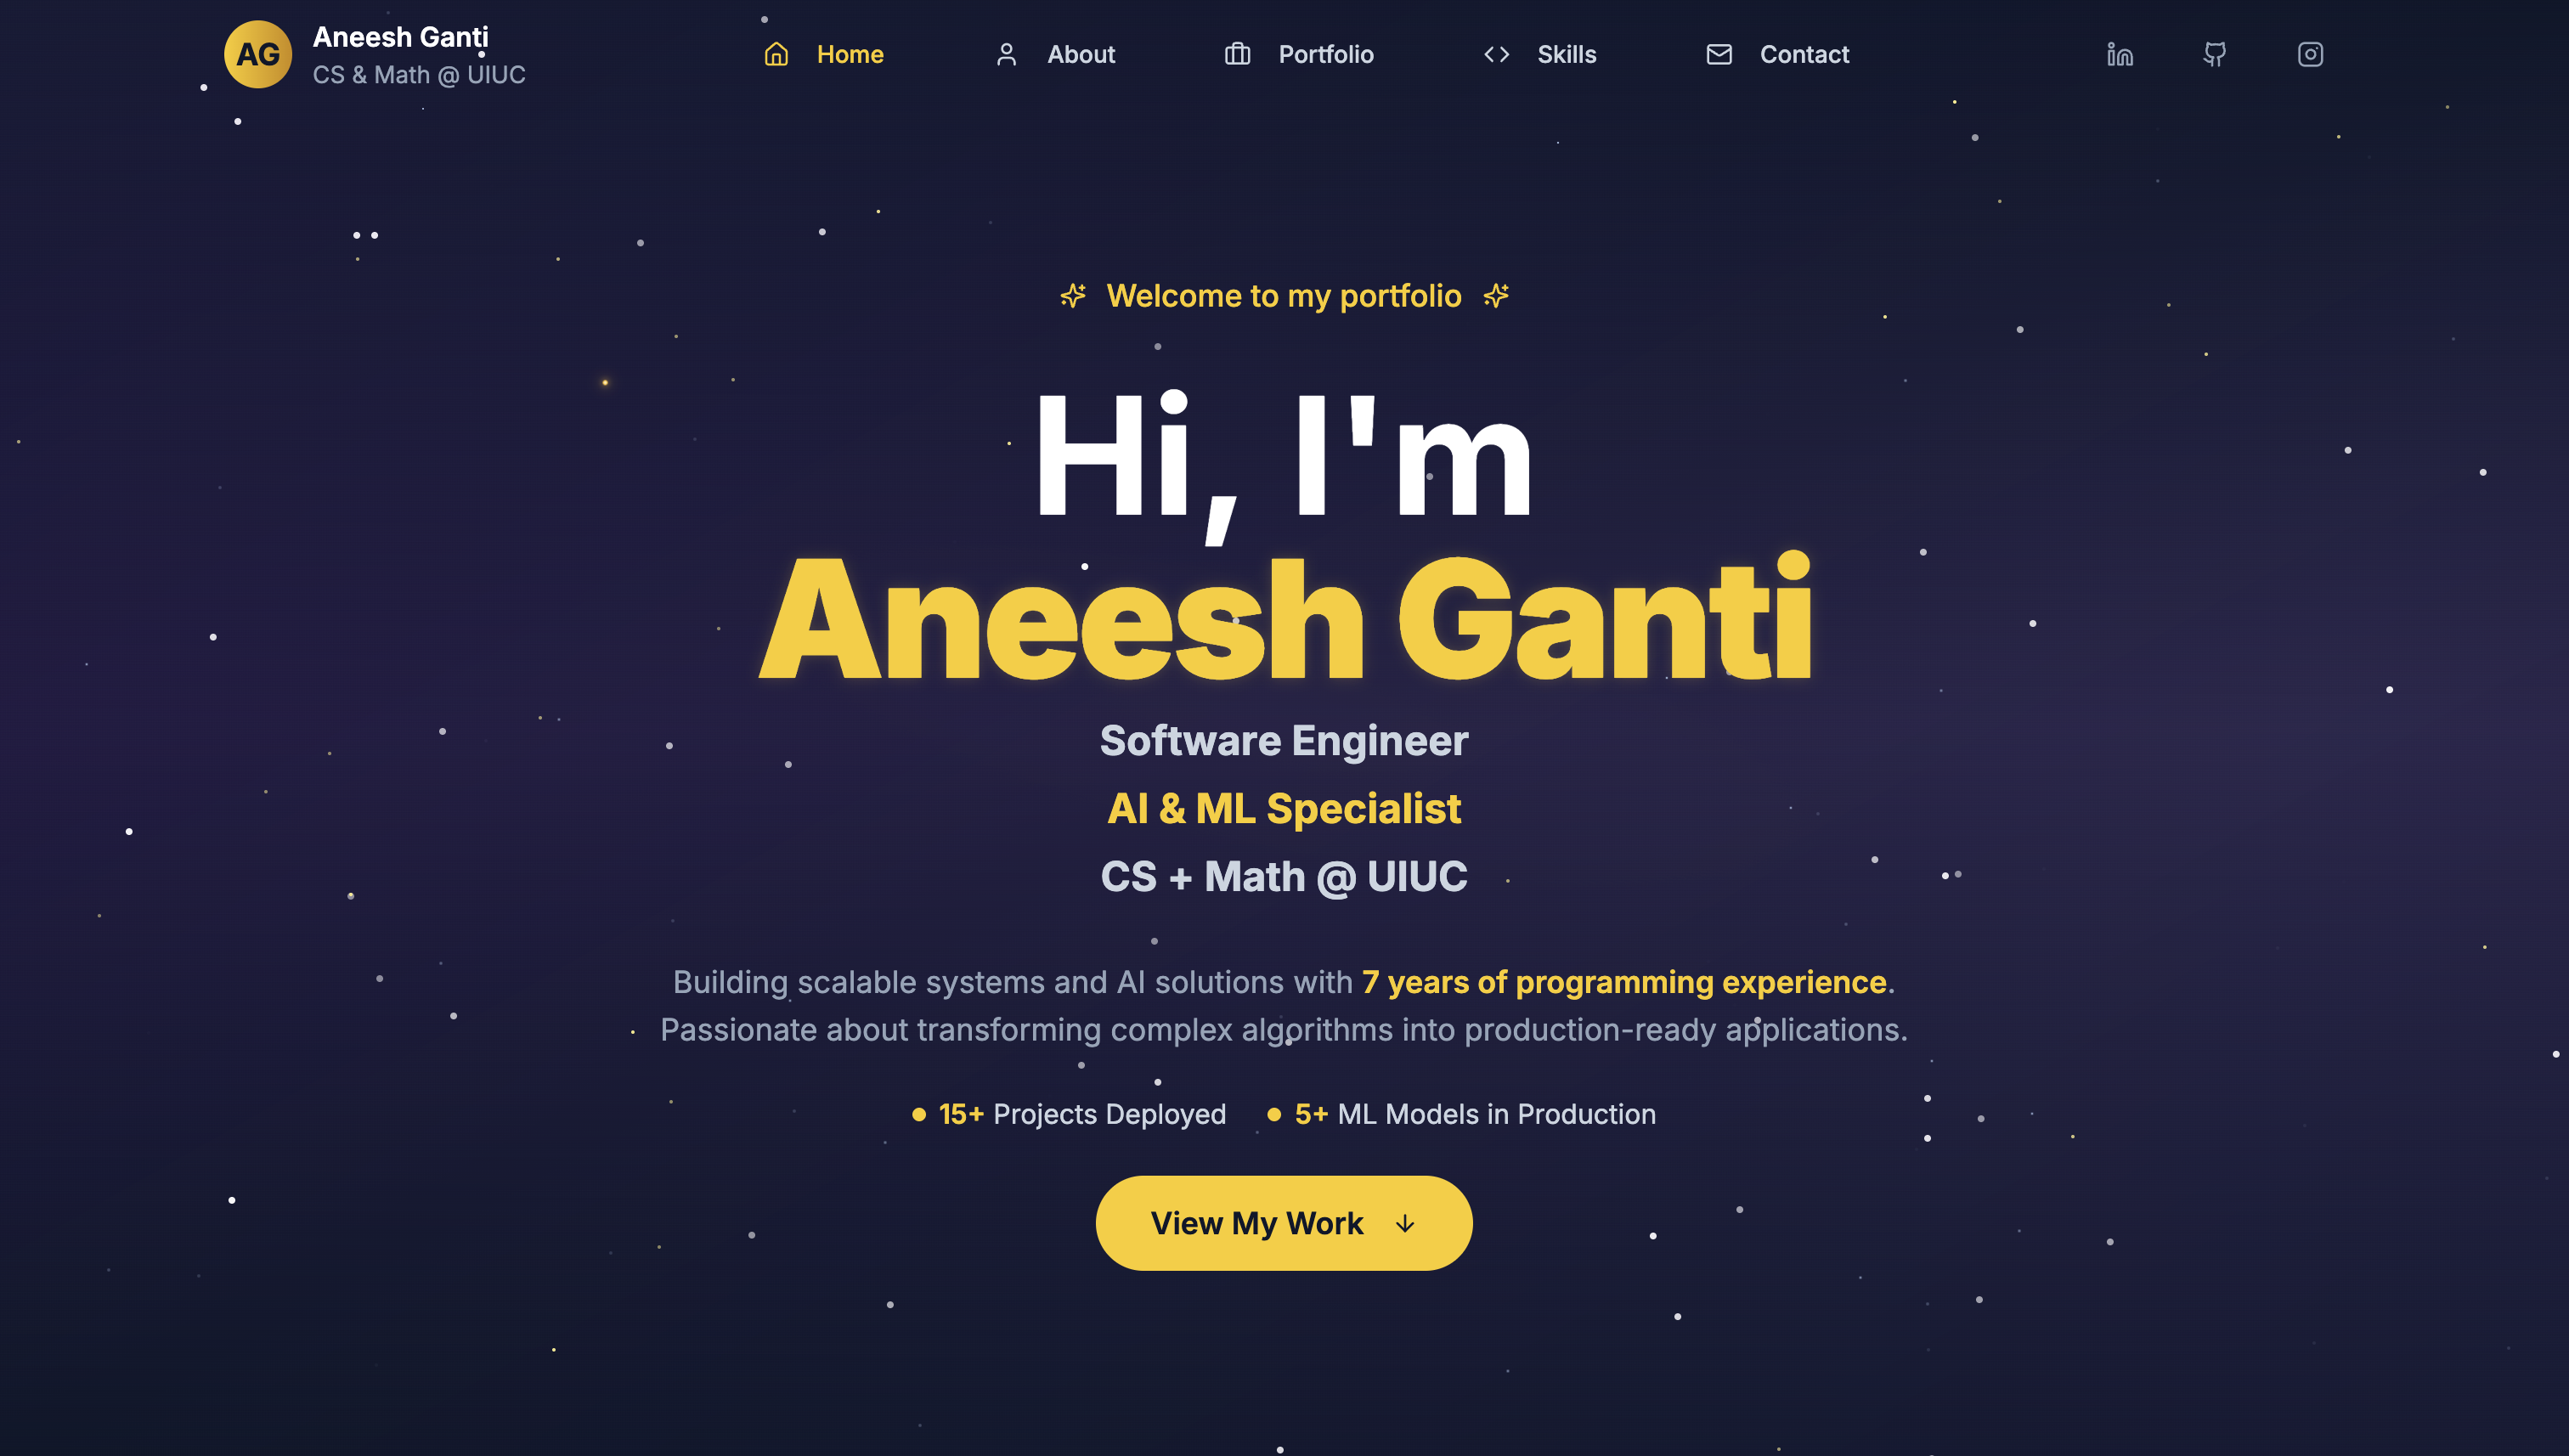 AG
Aneesh Ganti
CS & Math @ UIUC
Home
About
Portfolio
Skills
Contact
Welcome to my portfolio
Hi, I'm
Aneesh Ganti
Software Engineer
AI & ML Specialist
CS + Math @ UIUC
Building scalable systems and AI solutions with 7 years of programming experience.
Passionate about transforming complex algorithms into production-ready applications.
15+ Projects Deployed
5+ ML Models in Production
View My Work